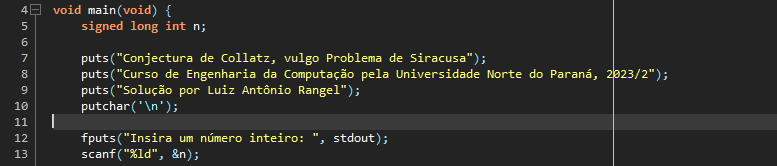 4 void main(void) {
5 signed long int n;
6
7 puts("Conjectura de Collatz, vulgo Problema de Siracusa");
8 puts("Curso de Engenharia da Computação pela Universidade Norte do Paraná, 2023/2");
9 puts("Solução por Luiz Antônio Rangel");
10 putchar('\n');
11
12 fputs("Insira um número inteiro: ", stdout);
13 scanf("%ld", &n);